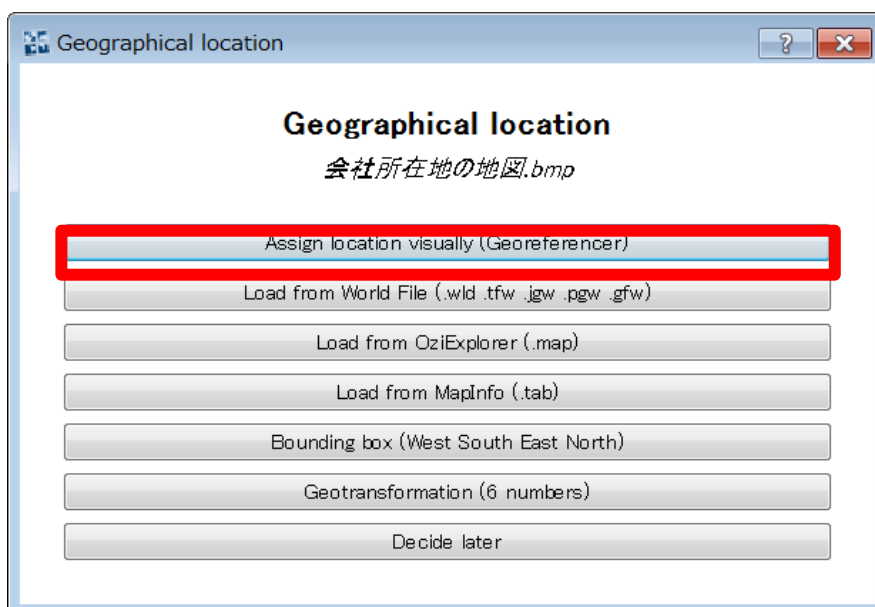 Geographical location
Geographical location
会社所在地の地図.bmp
Assign location visually (Georeferencer)
Load from World File (.wld .tfw .jgw .pgw .gfw)
Load from OziExplorer (.map)
Load from MapInfo (.tab)
Bounding box (West South East North)
Geotransformation (6 numbers)
Decide later